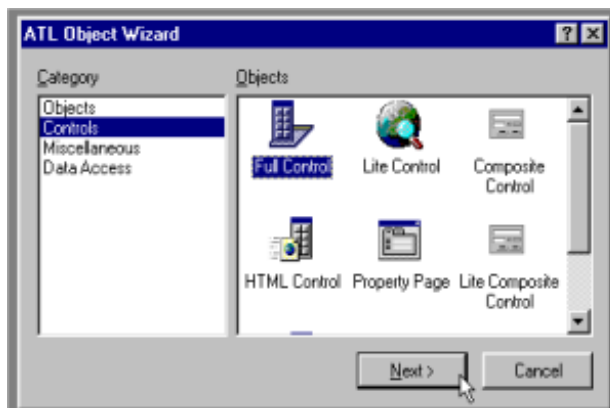 ATL Object Wizard
Category
Objects
Objects
Controls
Miscellaneous
Data Access
Full Control
Lite Control
Composite
Control
HTML Control
Property Page
Lite Composite
Control
Next >
Cancel